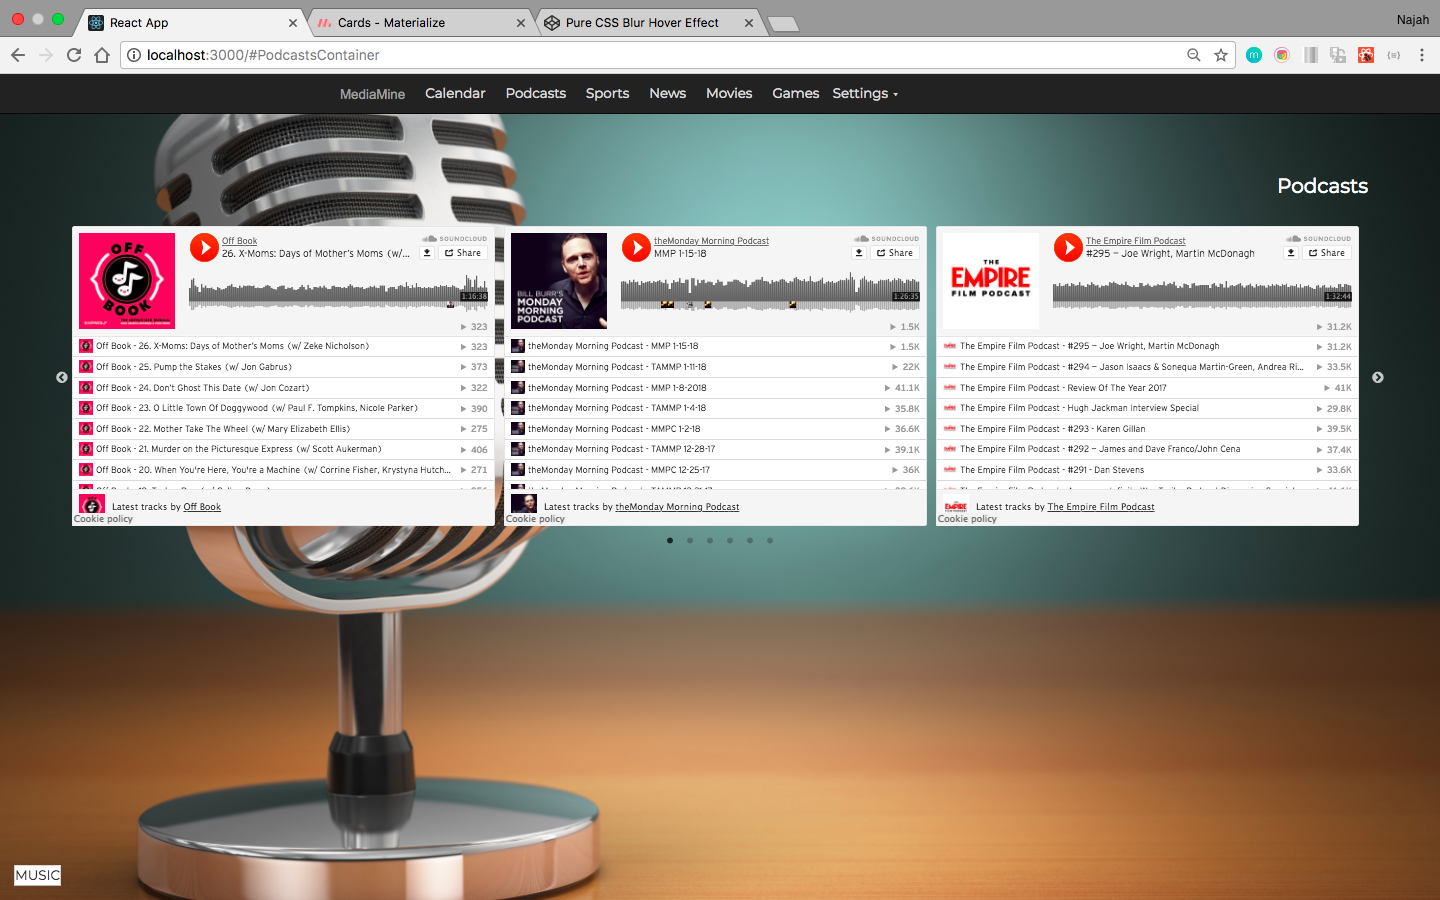 React App
Cards - Materialize
Pure CSS Blur Hover Effect
Najah
localhost:3000/#PodcastsContainer
MediaMine Calendar Podcasts Sports News Movies Games Settings
Podcasts
OFF BOOK
Off Book
26. X-Moms: Days of Mother's Moms (w/...
SOUNDCLOUD
Share
1:16:38
323
Off Book - 26. X-Moms: Days of Mother's Moms (w/ Zeke Nicholson) 323
Off Book - 25. Pump the Stakes (w/ Jon Gabrus) 373
Off Book - 24. Don't Ghost This Date (w/ Jon Cozart) 322
Off Book - 23. O Little Town Of Doggywood (w/ Paul F. Tompkins, Nicole Parker) 390
Off Book - 22. Mother Take The Wheel (w/ Mary Elizabeth Ellis) 275
Off Book - 21. Murder on the Picturesque Express (w/ Scott Aukerman) 406
Off Book - 20. When You're Here, You're a Machine (w/ Corrine Fisher, Krystyna Hutch... 271
Latest tracks by Off Book
Cookie policy
BILL BURR'S
MONDAY
MORNING
PODCAST
theMonday Morning Podcast
MMP 1-15-18
SOUNDCLOUD
Share
1:26:35
1.5K
theMonday Morning Podcast - MMP 1-15-18 1.5K
theMonday Morning Podcast - TAMMP 1-11-18 22K
theMonday Morning Podcast - MMP 1-8-2018 41.1K
theMonday Morning Podcast - TAMMP 1-4-18 35.8K
theMonday Morning Podcast - MMPC 1-2-18 36.6K
theMonday Morning Podcast - TAMMP 12-28-17 39.1K
theMonday Morning Podcast - MMPC 12-25-17 36K
Latest tracks by theMonday Morning Podcast
Cookie policy
THE
EMPIRE
FILM PODCAST
The Empire Film Podcast
#295 – Joe Wright, Martin McDonagh
SOUNDCLOUD
Share
1:32:44
31.2K
The Empire Film Podcast - #295 – Joe Wright, Martin McDonagh 31.2K
The Empire Film Podcast - #294 – Jason Isaacs & Sonequa Martin-Green, Andrea Ri... 33.5K
The Empire Film Podcast - Review Of The Year 2017 41K
The Empire Film Podcast - Hugh Jackman Interview Special 29.8K
The Empire Film Podcast - #293 - Karen Gillan 39.5K
The Empire Film Podcast - #292 – James and Dave Franco/John Cena 37.4K
The Empire Film Podcast - #291 - Dan Stevens 33.6K
Latest tracks by The Empire Film Podcast
Cookie policy
MUSIC